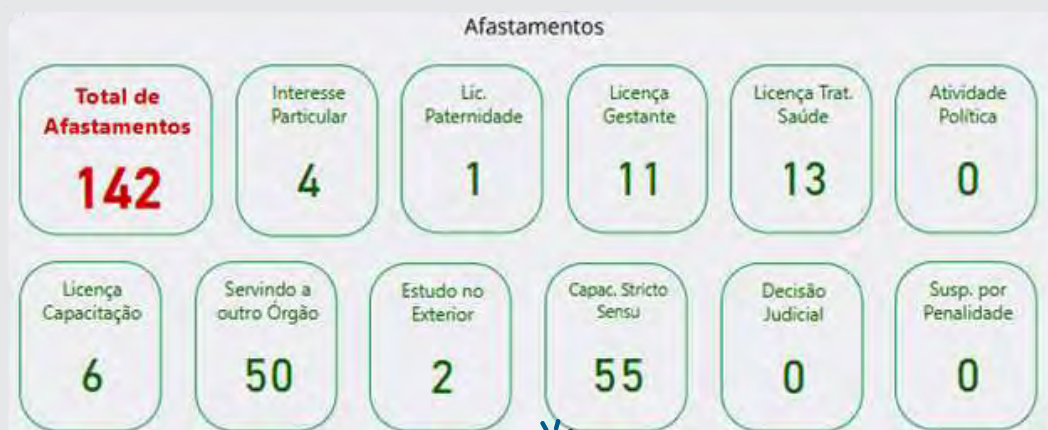 Afastamentos
Total de
Afastamentos
142
Interesse
Particular
4
Lic.
Paternidade
1
Licença
Gestante
11
Licença Trat.
Saúde
13
Atividade
Política
0
Licença
Capacitação
6
Servindo a
outro Órgão
50
Estudo no
Exterior
2
Capac. Stricto
Sensu
55
Decisão
Judicial
0
Susp. por
Penalidade
0